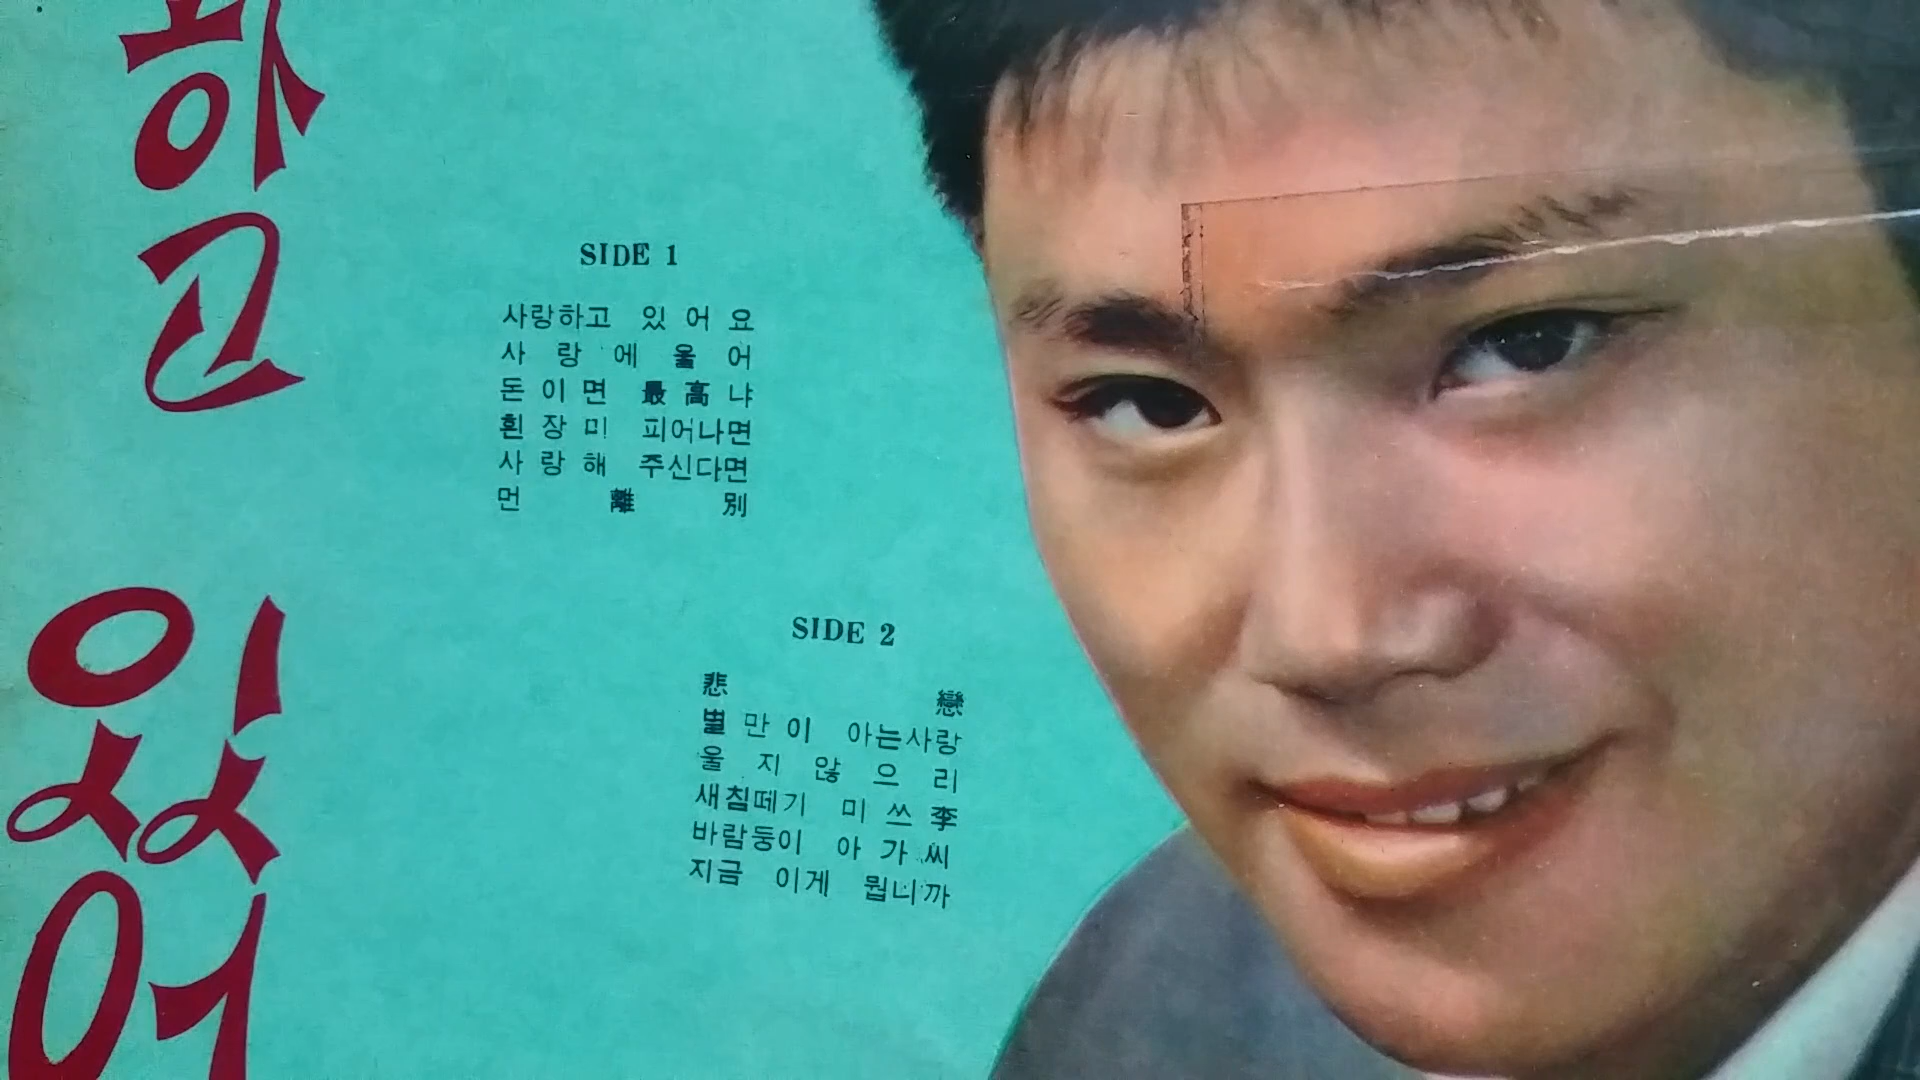 하고 있어
SIDE 1
사랑하고 있어요
사랑에 울어
돈이면 最高냐
흰장미 피어나면
사랑해 주신다면
먼 離別
SIDE 2
悲戀
별만이 아는사랑
울지않으리
새침떼기 미쓰李
바람둥이 아가씨
지금 이게 뭡니까